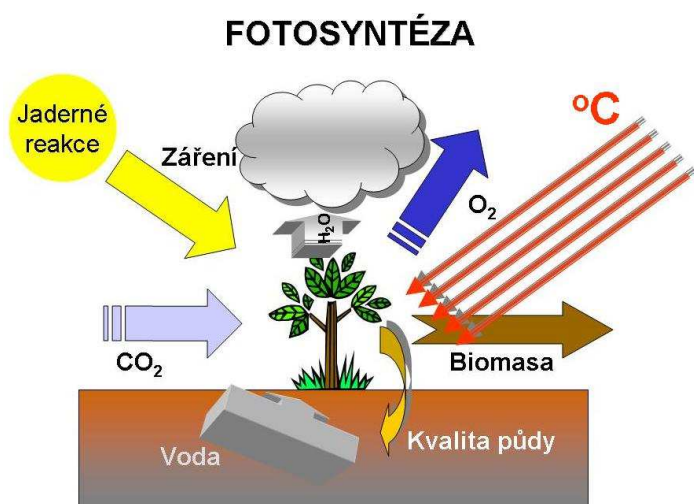 FOTOSYNTÉZA
Jaderné
reakce
Záření
°C
H₂O
O₂
CO₂
Biomasa
Voda
Kvalita půdy